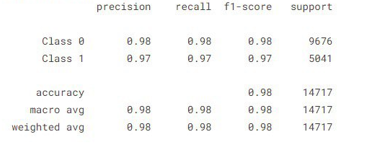 precision recall f1-score support
Class 0 0.98 0.98 0.98 9676
Class 1 0.97 0.97 0.97 5041
accuracy 0.98 14717
macro avg 0.98 0.98 0.98 14717
weighted avg 0.98 0.98 0.98 14717